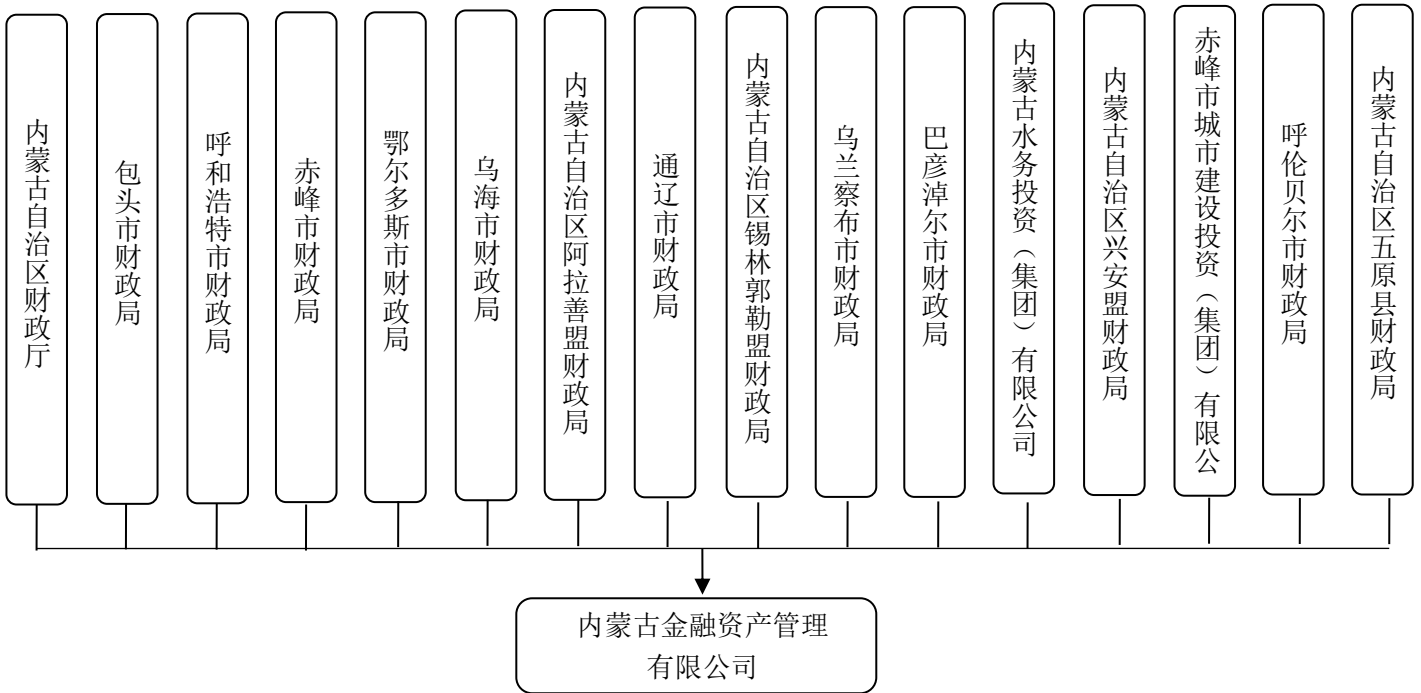 内蒙古自治区财政厅
包头市财政局
呼和浩特市财政局
赤峰市财政局
鄂尔多斯市财政局
乌海市财政局
内蒙古自治区阿拉善盟财政局
通辽市财政局
内蒙古自治区锡林郭勒盟财政局
乌兰察布市财政局
巴彦淖尔市财政局
内蒙古水务投资（集团）有限公司
内蒙古自治区兴安盟财政局
赤峰市城市建设投资（集团）有限公
呼伦贝尔市财政局
内蒙古自治区五原县财政局
内蒙古金融资产管理
有限公司